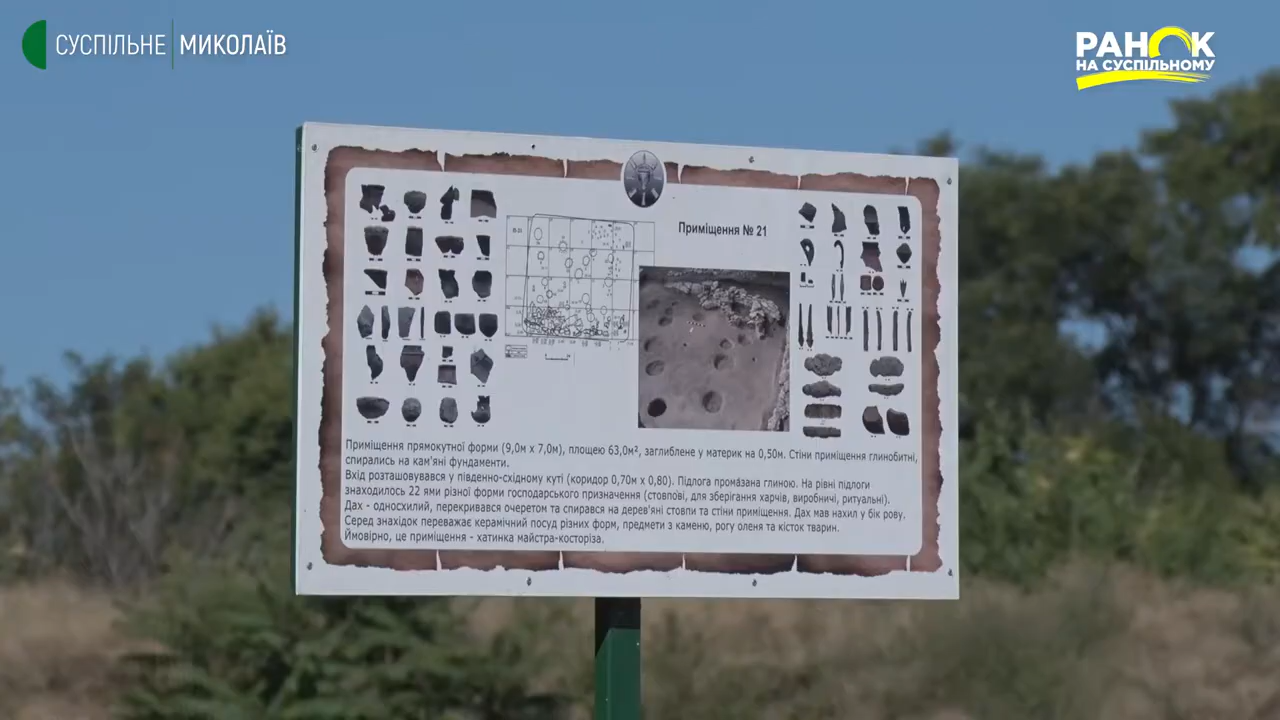 СУСПІЛЬНЕ МИКОЛАЇВ
РАНОК
НА СУСПІЛЬНОМУ
Приміщення № 21
Приміщення прямокутної форми (9,0м х 7,0м), площею 63,0м², заглиблене у материк на 0,50м. Стіни приміщення глинобитні,
спирались на кам'яні фундаменти.
Вхід розташовувався у південно-східному куті (коридор 0,70м х 0,80). Підлога промазана глиною. На рівні підлоги
знаходилось 22 ями різної форми господарського призначення (стовпові, для зберігання харчів, виробничі, ритуальні).
Дах - односхилий, перекривався очеретом та спирався на дерев'яні стовпи та стіни приміщення. Дах мав нахил у бік рову.
Серед знахідок переважає керамічний посуд різних форм, предмети з каменю, рогу оленя та кісток тварин.
Ймовірно, це приміщення - хатинка майстра-косторіза.